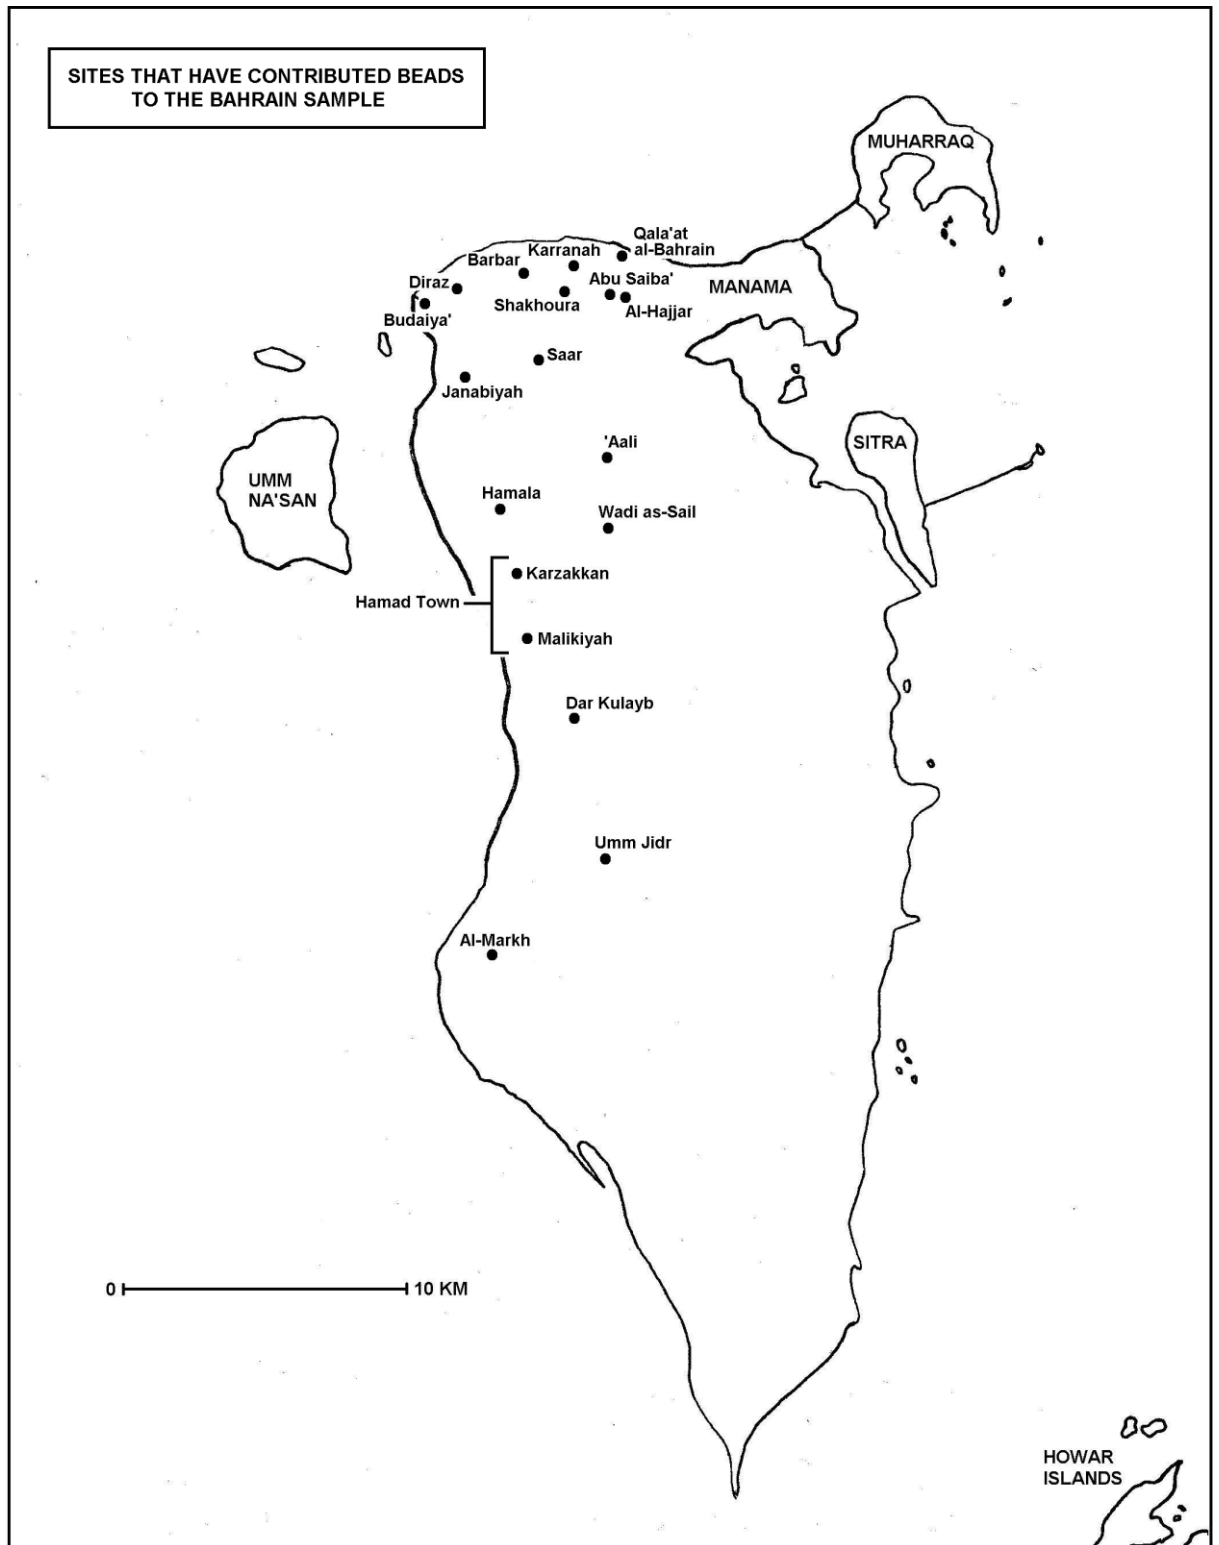 SITES THAT HAVE CONTRIBUTED BEADS
TO THE BAHRAIN SAMPLE
MUHARRAQ
Qala'at
al-Bahrain
Karranah
Barbar
Diraz
Abu Saiba'
MANAMA
Shakhoura
Al-Hajjar
Budaiya'
Saar
Janabiyah
'Aali
SITRA
UMM
NA'SAN
Hamala
Wadi as-Sail
Karzakkan
Hamad Town
Malikiyah
Dar Kulayb
Umm Jidr
Al-Markh
0 10 KM
HOWAR
ISLANDS